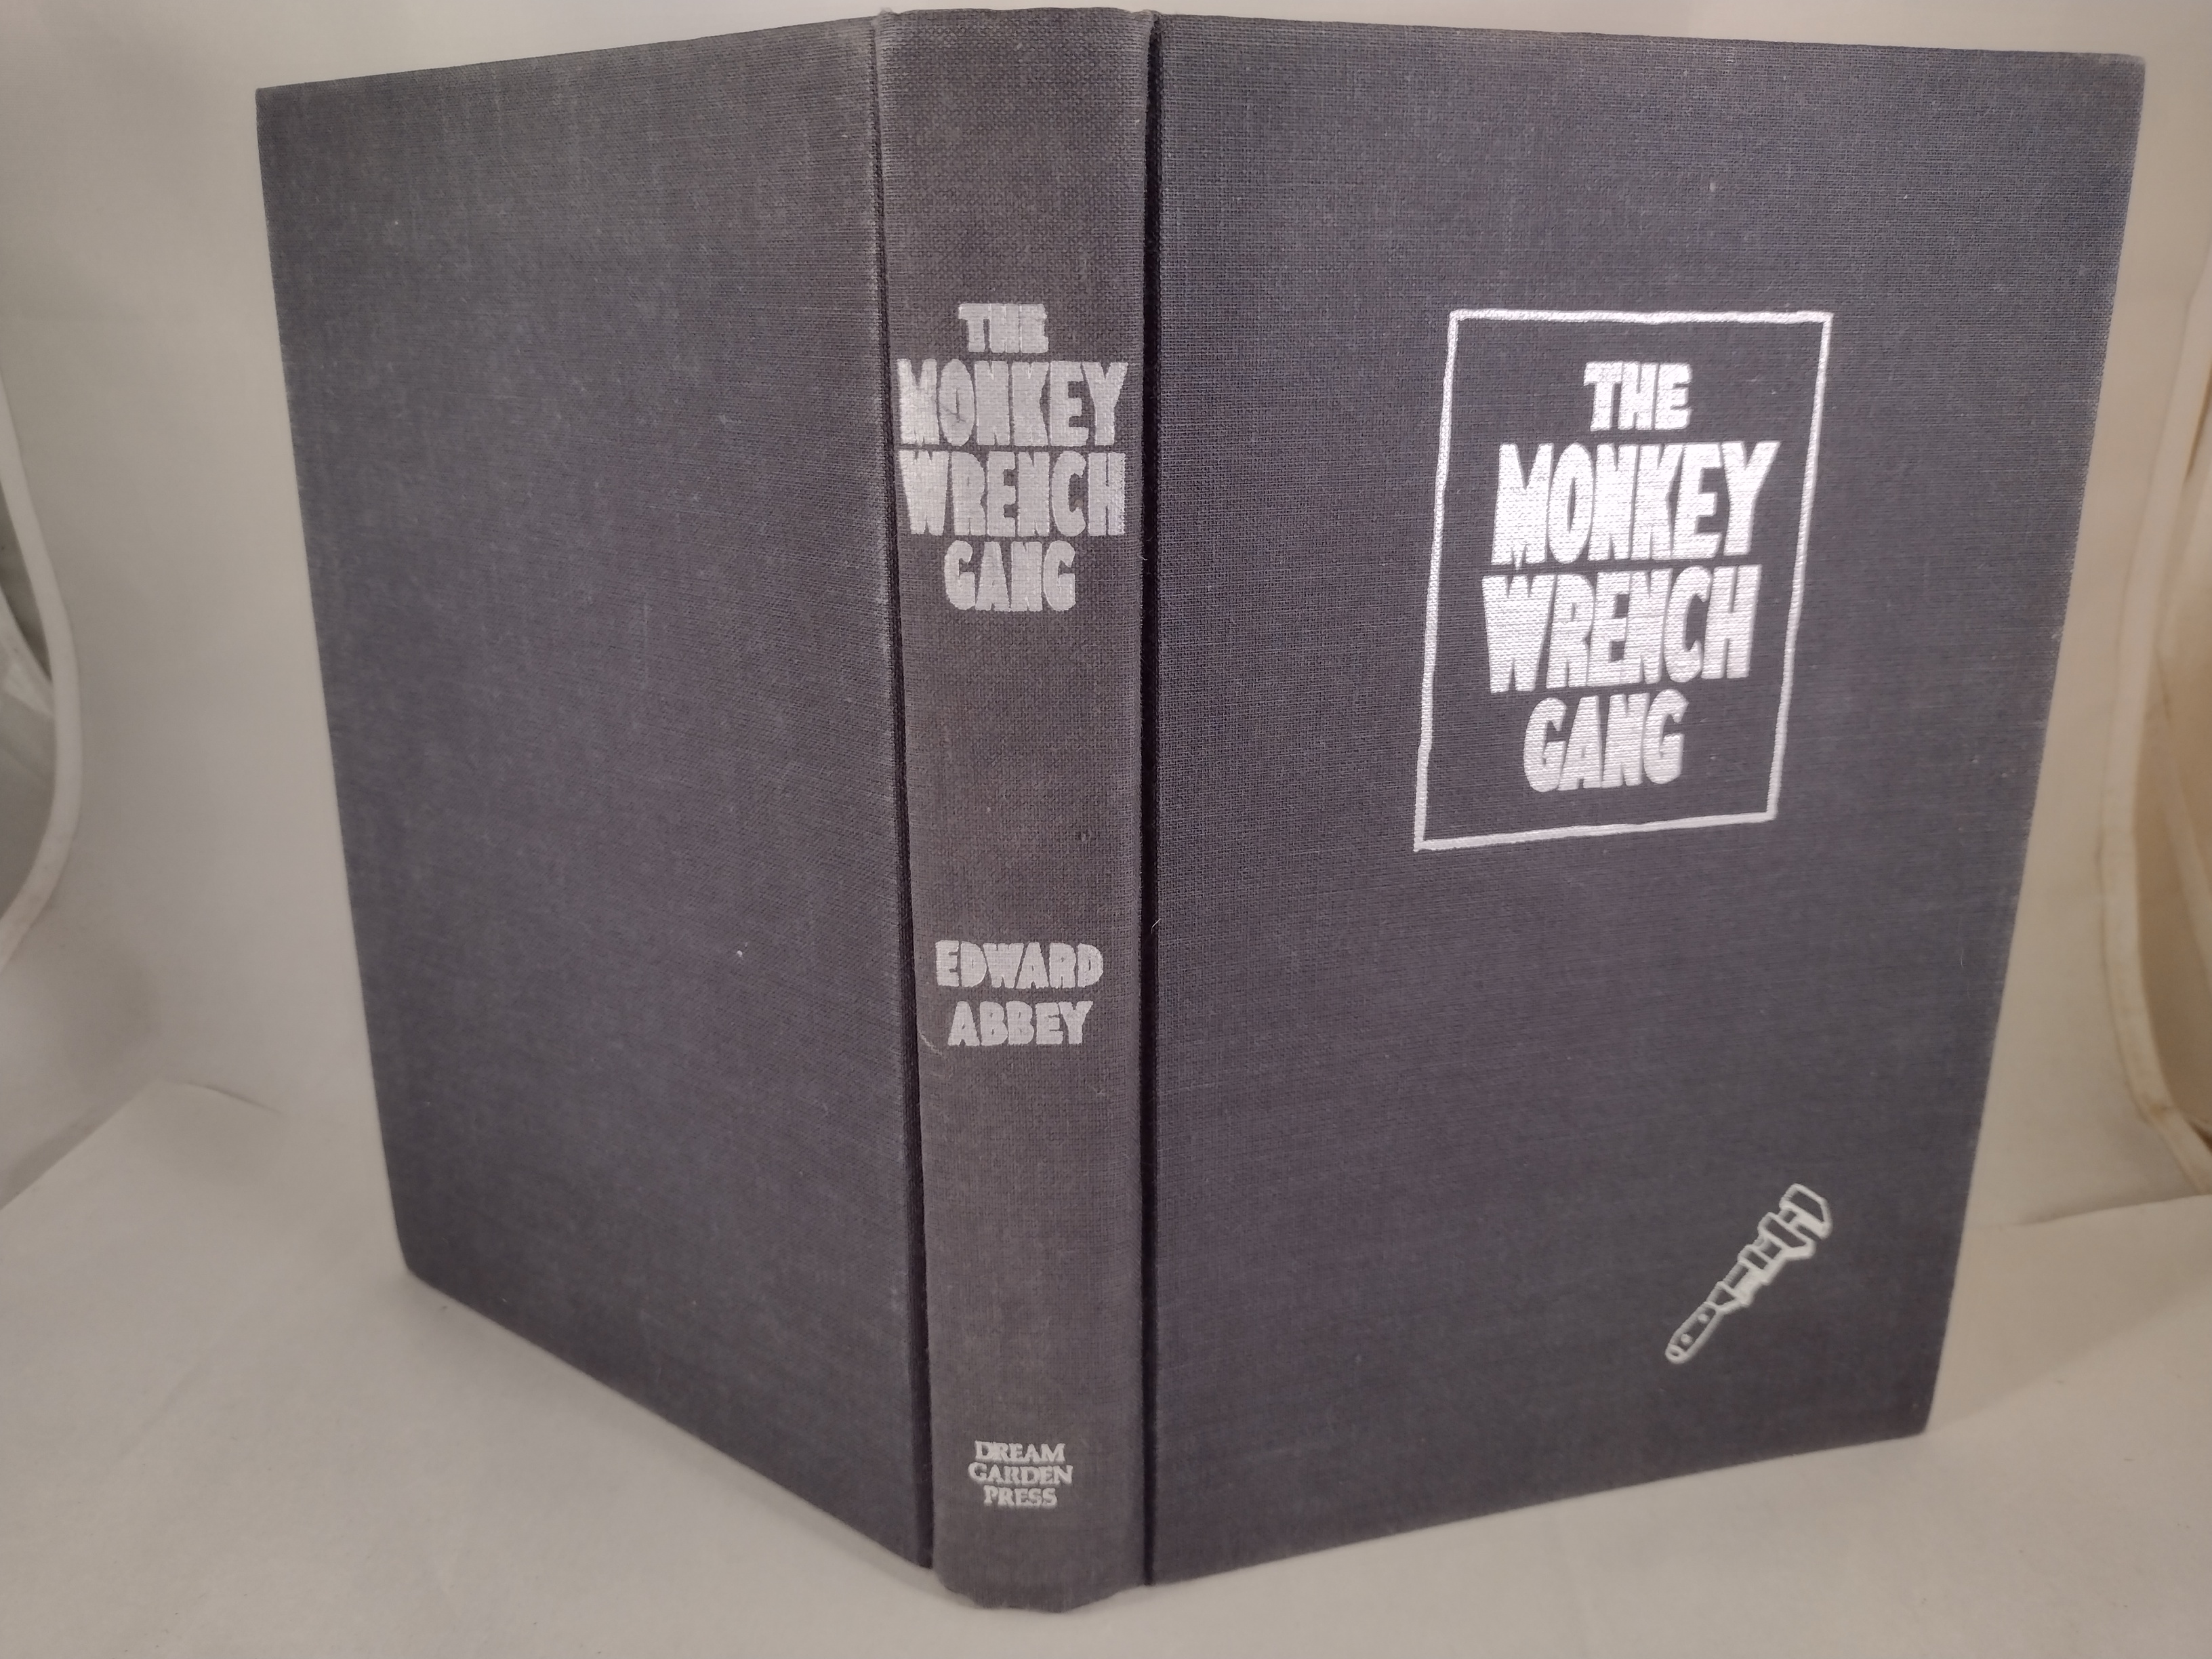 THE
MONKEY
WRENCH
GANG
EDWARD
ABBEY
DREAM
GARDEN
PRESS
THE
MONKEY
WRENCH
GANG